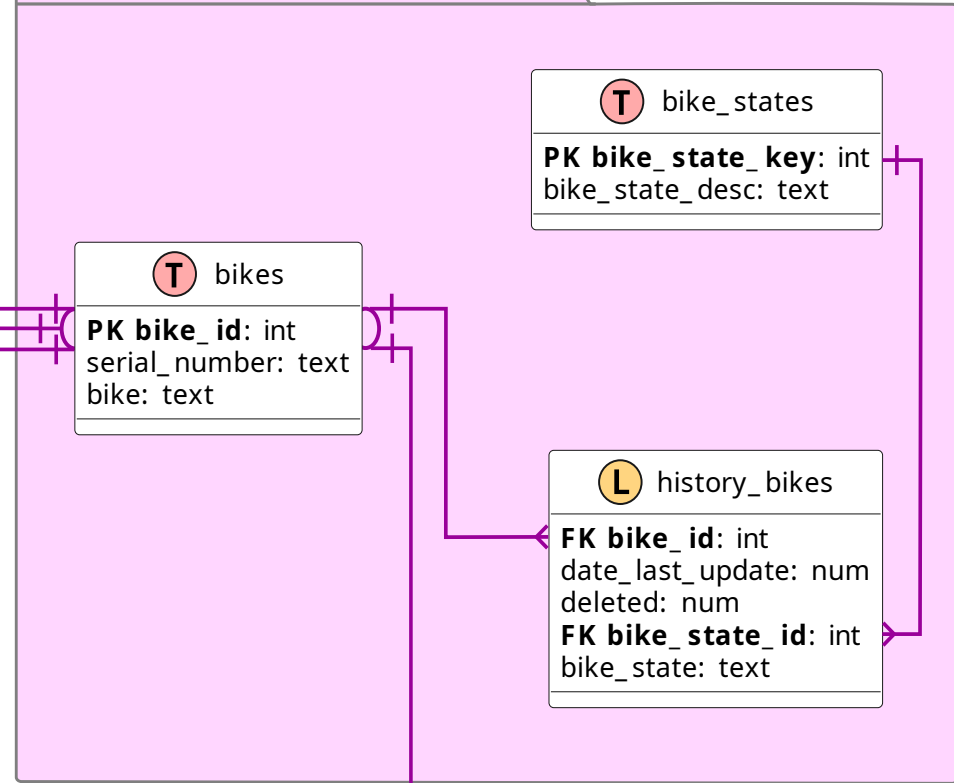 T bike_states
PK bike_state_key: int
bike_state_desc: text
T bikes
PK bike_id: int
serial_number: text
bike: text
L history_bikes
FK bike_id: int
date_last_update: num
deleted: num
FK bike_state_id: int
bike_state: text